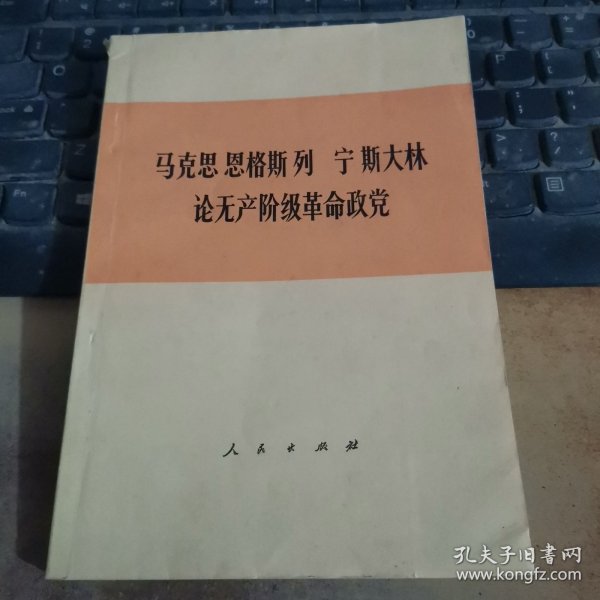 马克思 恩格斯 列 宁 斯大林
论无产阶级革命政党
人民出版社
孔夫子旧书网
www.kongfz.com